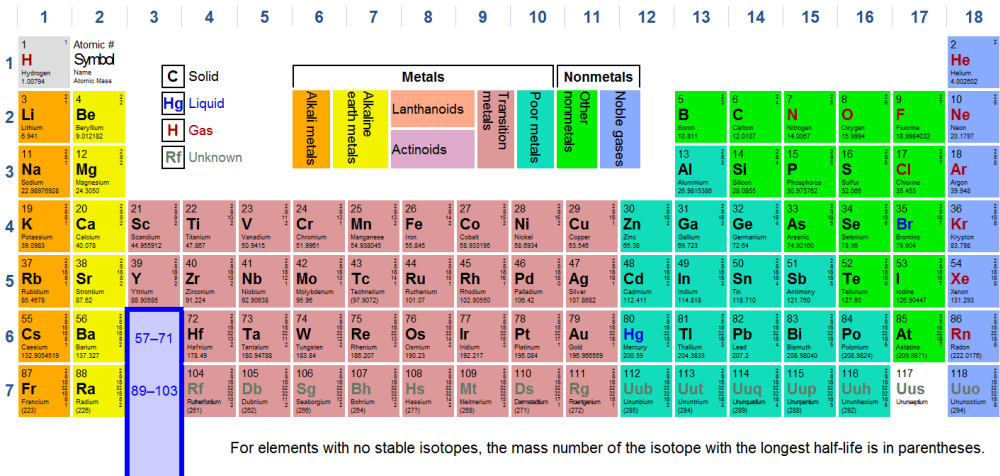 1 2 3 4 5 6 7 8 9 10 11 12 13 14 15 16 17 18
1 Atomic # 2
H Symbol He
Hydrogen Name Helium
1.00794 Atomic Mass 4.002602
C Solid
Hg Liquid
H Gas
Rf Unknown
Metals Nonmetals
Alkali metals
Alkaline earth metals
Lanthanoids
Actinoids
Transition metals
Poor metals
Other nonmetals
Noble gases
2
3 4 5 6 7 8 9 10
Li Be B C N O F Ne
Lithium Beryllium Boron Carbon Nitrogen Oxygen Fluorine Neon
6.941 9.012182 10.811 12.0107 14.0067 15.9994 18.9984032 20.1797
3
11 12 13 14 15 16 17 18
Na Mg Al Si P S Cl Ar
Sodium Magnesium Aluminium Silicon Phosphorus Sulfur Chlorine Argon
22.98976928 24.3050 26.9815386 28.0855 30.973762 32.065 35.453 39.948
4
19 20 21 22 23 24 25 26 27 28 29 30 31 32 33 34 35 36
K Ca Sc Ti V Cr Mn Fe Co Ni Cu Zn Ga Ge As Se Br Kr
Potassium Calcium Scandium Titanium Vanadium Chromium Manganese Iron Cobalt Nickel Copper Zinc Gallium Germanium Arsenic Selenium Bromine Krypton
39.0983 40.078 44.955912 47.867 50.9415 51.9961 54.938045 55.845 58.933195 58.6934 63.546 65.38 69.723 72.64 74.92160 78.96 79.904 83.798
5
37 38 39 40 41 42 43 44 45 46 47 48 49 50 51 52 53 54
Rb Sr Y Zr Nb Mo Tc Ru Rh Pd Ag Cd In Sn Sb Te I Xe
Rubidium Strontium Yttrium Zirconium Niobium Molybdenum Technetium Ruthenium Rhodium Palladium Silver Cadmium Indium Tin Antimony Tellurium Iodine Xenon
85.4678 87.62 88.90585 91.224 92.90638 95.96 (97.9072) 101.07 102.90550 106.42 107.8682 112.411 114.818 118.710 121.760 127.60 126.90447 131.293
6
55 56 57–71 72 73 74 75 76 77 78 79 80 81 82 83 84 85 86
Cs Ba Hf Ta W Re Os Ir Pt Au Hg Tl Pb Bi Po At Rn
Caesium Barium Hafnium Tantalum Tungsten Rhenium Osmium Iridium Platinum Gold Mercury Thallium Lead Bismuth Polonium Astatine Radon
132.9054519 137.327 178.49 180.94788 183.84 186.207 190.23 192.217 195.084 196.966569 200.59 204.3833 207.2 208.98040 (208.9824) (209.9871) (222.0176)
7
87 88 89–103 104 105 106 107 108 109 110 111 112 113 114 115 116 117 118
Fr Ra Rf Db Sg Bh Hs Mt Ds Rg Uub Uut Uuq Uup Uuh Uus Uuo
Francium Radium Rutherfordium Dubnium Seaborgium Bohrium Hassium Meitnerium Darmstadtium Roentgenium Ununbium Ununtrium Ununquadium Ununpentium Ununhexium Ununseptium Ununoctium
(223) (226) (261) (262) (266) (264) (277) (268) (271) (272) (285) (284) (289) (288) (292) (294)
For elements with no stable isotopes, the mass number of the isotope with the longest half-life is in parentheses.